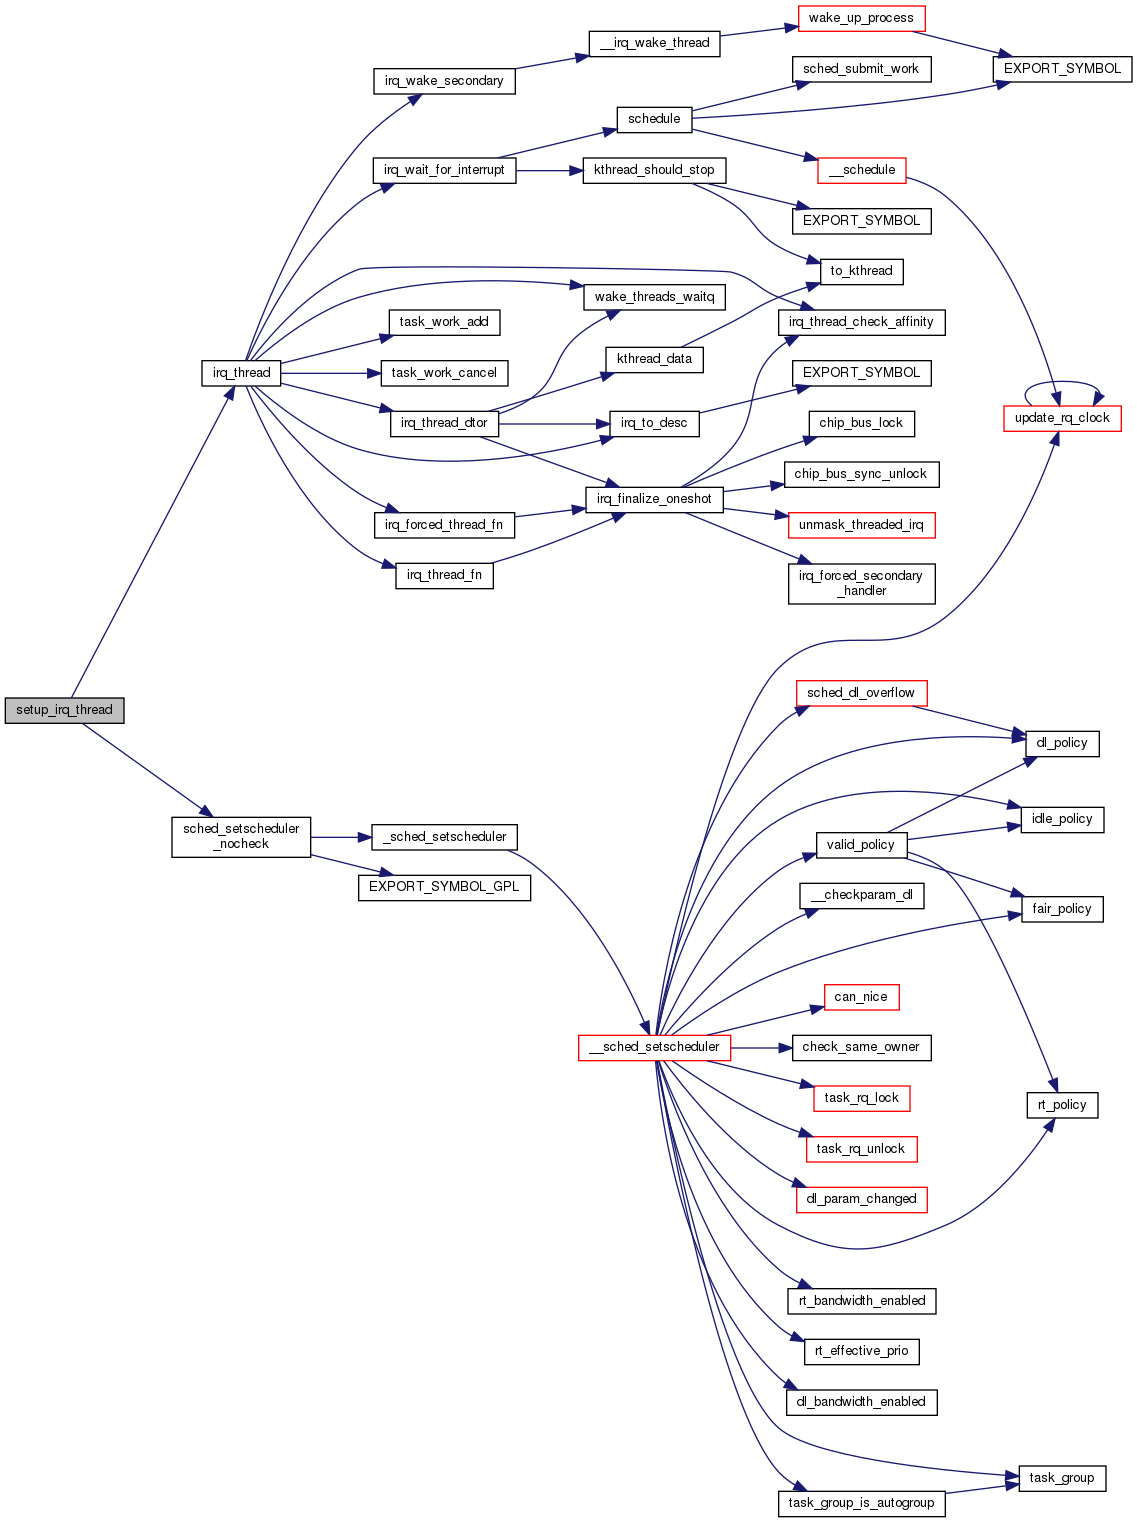 wake_up_process
__irq_wake_thread
sched_submit_work
EXPORT_SYMBOL
irq_wake_secondary
schedule
irq_wait_for_interrupt
kthread_should_stop
__schedule
EXPORT_SYMBOL
to_kthread
wake_threads_waitq
task_work_add
irq_thread_check_affinity
kthread_data
irq_thread
task_work_cancel
EXPORT_SYMBOL
irq_thread_dtor
irq_to_desc
chip_bus_lock
update_rq_clock
chip_bus_sync_unlock
irq_finalize_oneshot
irq_forced_thread_fn
unmask_threaded_irq
irq_thread_fn
irq_forced_secondary
_handler
sched_dl_overflow
setup_irq_thread
dl_policy
idle_policy
sched_setscheduler
_nocheck
_sched_setscheduler
valid_policy
EXPORT_SYMBOL_GPL
__checkparam_dl
fair_policy
can_nice
__sched_setscheduler
check_same_owner
task_rq_lock
rt_policy
task_rq_unlock
dl_param_changed
rt_bandwidth_enabled
rt_effective_prio
dl_bandwidth_enabled
task_group
task_group_is_autogroup